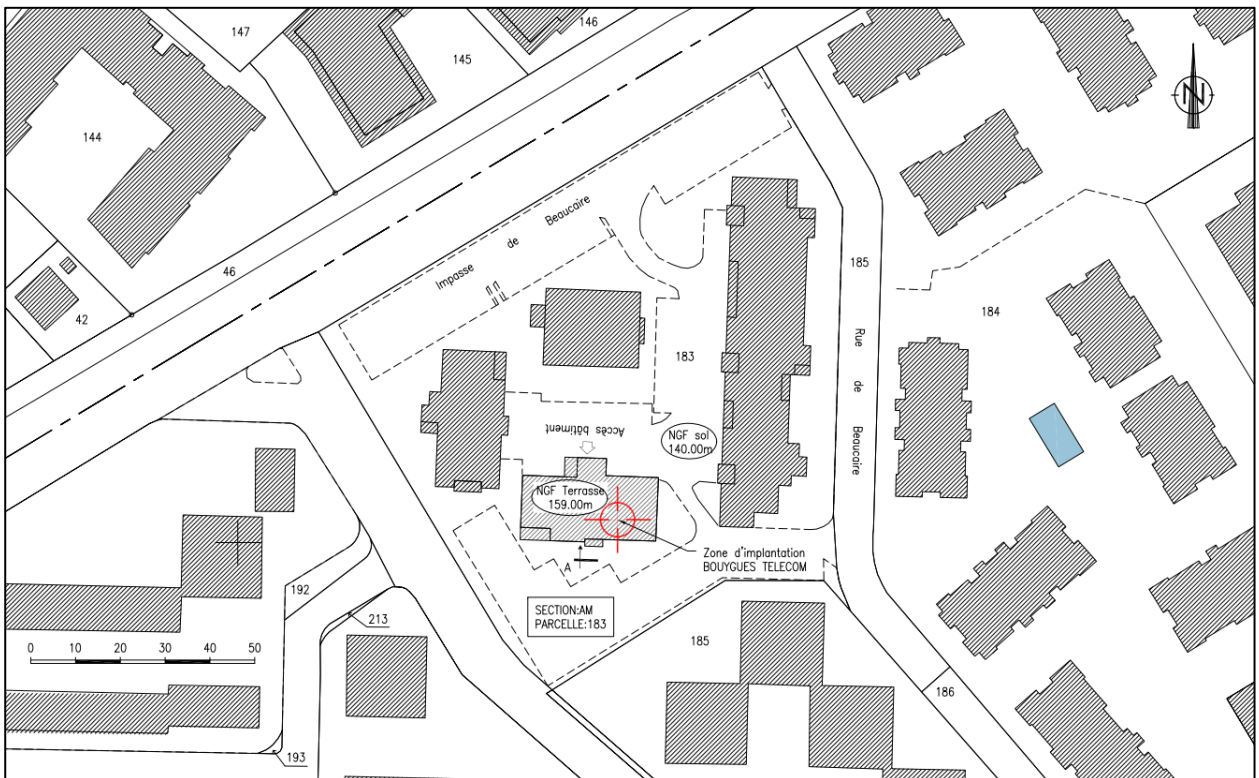 147
146
145
144
N
Impasse de Beaucaire
46
42
185
184
183
Rue de Beaucaire
Accès bâtiment
NGF sol
140.00m
NGF Terrasse
159.00m
Zone d'implantation
BOUYGUES TELECOM
A
SECTION:AM
PARCELLE:183
192
213
185
0 10 20 30 40 50
186
193